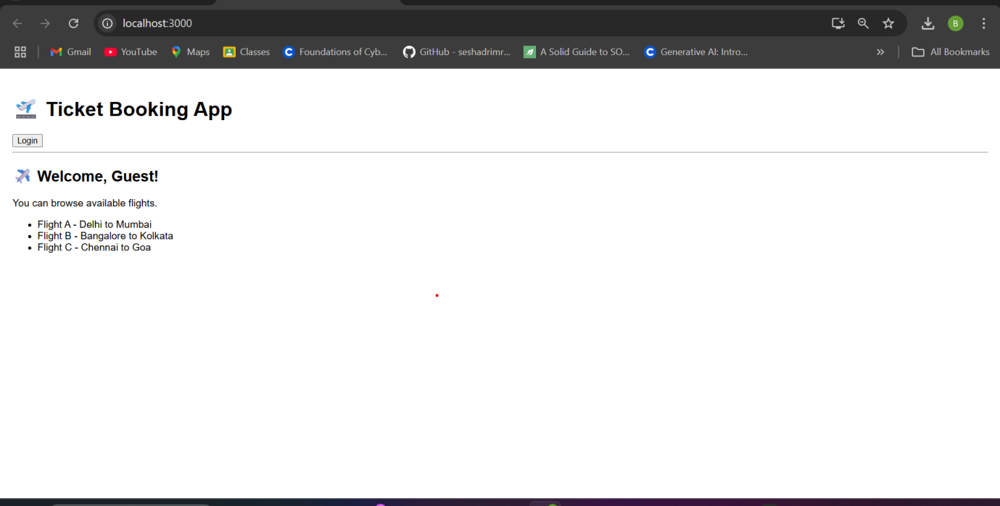 localhost:3000
B
Gmail YouTube Maps Classes Foundations of Cyb... GitHub - seshadrimr... A Solid Guide to SO... Generative AI: Intro... All Bookmarks
Ticket Booking App
Login
Welcome, Guest!
You can browse available flights.
• Flight A - Delhi to Mumbai
• Flight B - Bangalore to Kolkata
• Flight C - Chennai to Goa